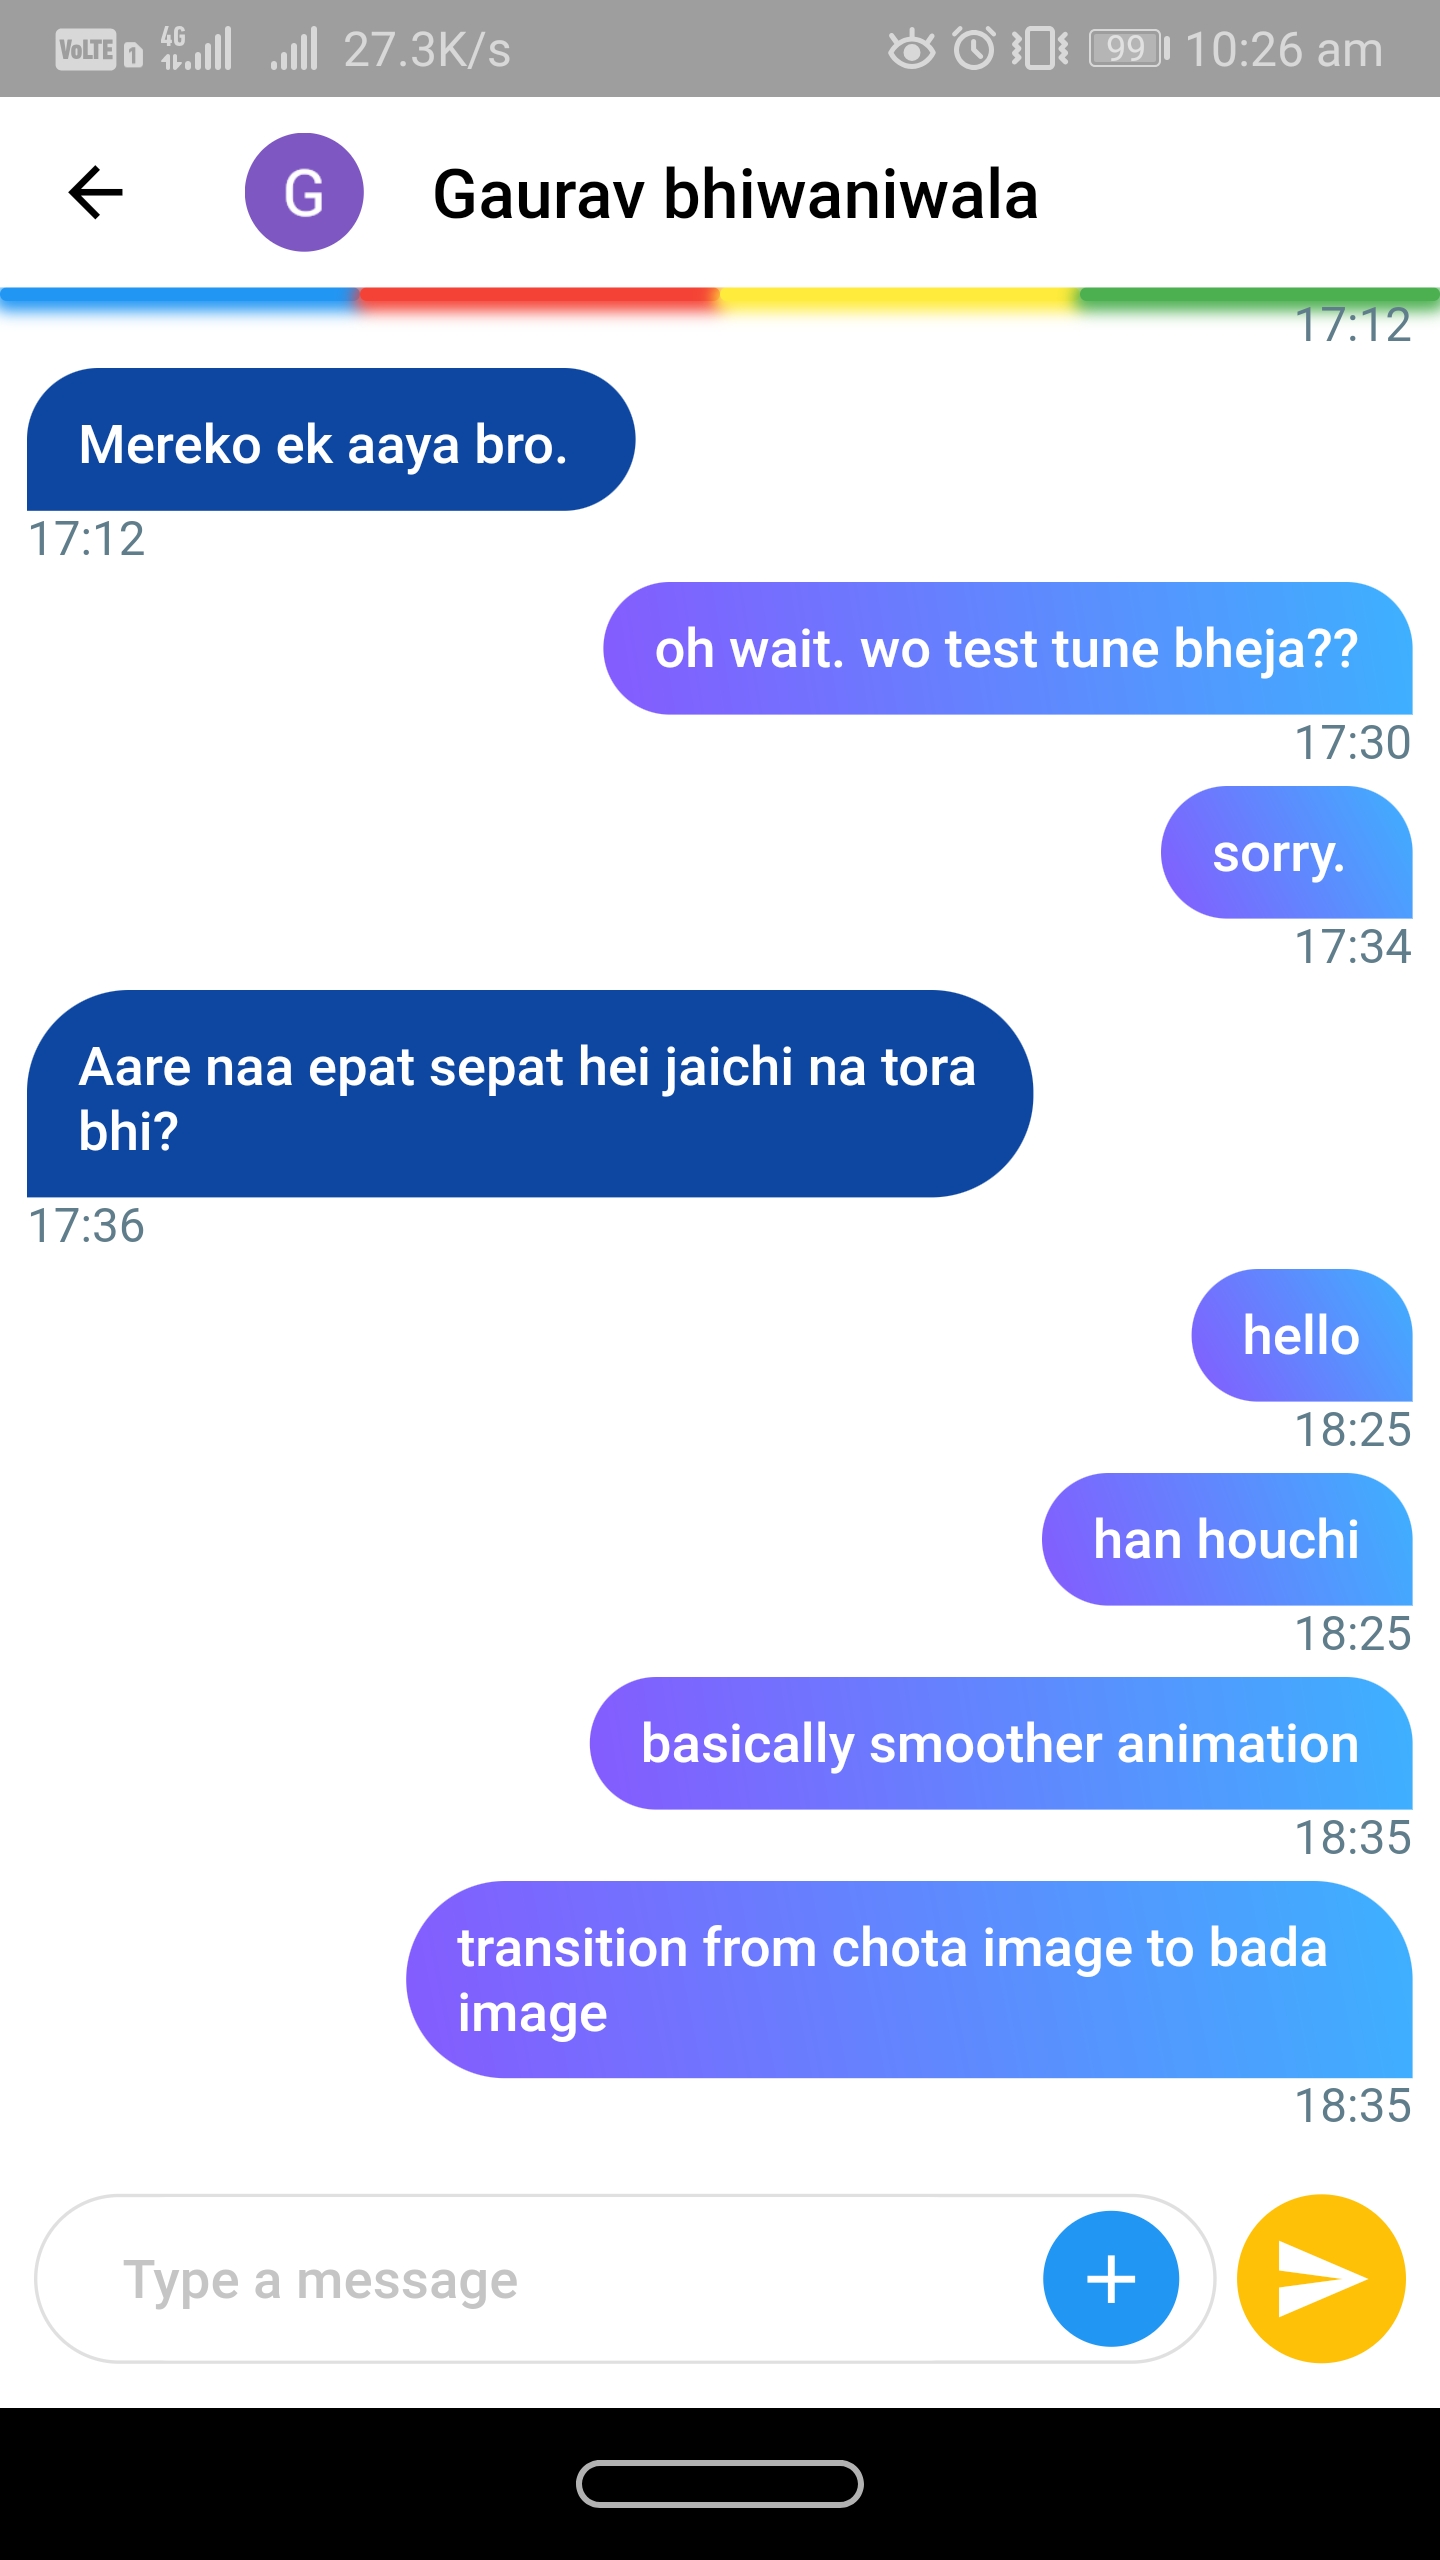 VoLTE 1 4G 27.3K/s 99 10:26 am
G Gaurav bhiwaniwala
17:12
Mereko ek aaya bro.
17:12
oh wait. wo test tune bheja??
17:30
sorry.
17:34
Aare naa epat sepat hei jaichi na tora
bhi?
17:36
hello
18:25
han houchi
18:25
basically smoother animation
18:35
transition from chota image to bada
image
18:35
Type a message